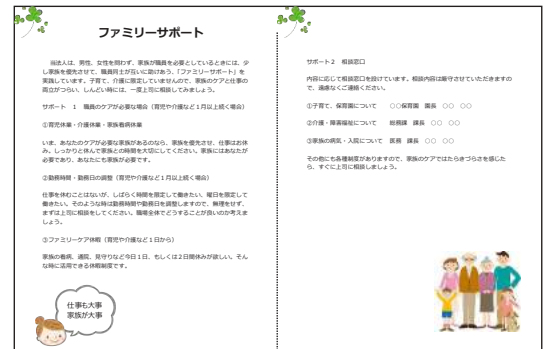 ファミリーサポート
当法人は、男性、女性を問わず、家族が職員を必要としているときには、少
し家族を優先させて、職員同士が互いに助けあう、「ファミリーサポート」を
実践しています。子育て、介護に限定していませんので、家族のケアと仕事の
両立がつらい、しんどい時には、一度上司に相談してみましょう。
サポート 1 職員のケアが必要な場合（育児や介護など１月以上続く場合）
①育児休業・介護休業・家族看病休業
いま、あなたのケアが必要な家族があるのなら、家族を優先させ、仕事はお休
み。しっかりと休んで家族との時間を大切にしてください。家族にはあなたが
必要であり、あなたにも家族が必要です。
②勤務時間・勤務日の調整（育児や介護など１月以上続く場合）
仕事を休むことはないが、しばらく時間を限定して働きたい、曜日を限定して
働きたい。そのような時は勤務時間や勤務日を調整しますので、無理をせず、
まずは上司に相談をしてください。職場全体でどうすることが良いのか考えま
しょう。
③ファミリーケア休暇（育児や介護など１日から）
家族の看病、通院、見守りなど今日１日、もしくは２日間休みが欲しい。そん
な時に活用できる休暇制度です。
仕事も大事
家族が大事
サポート２ 相談窓口
内容に応じて相談窓口を設けています。相談内容は厳守させていただきますの
で、遠慮なくご連絡ください。
①子育て、保育園について 〇〇保育園 園長 〇〇 〇〇
②介護・障害福祉について 総務課 課長 〇〇 〇〇
③家族の病気・入院について 医務 課長 〇〇 〇〇
その他にも各種制度がありますので、家族のケアではたらきづらさを感じた
ら、すぐに上司に相談しましょう。